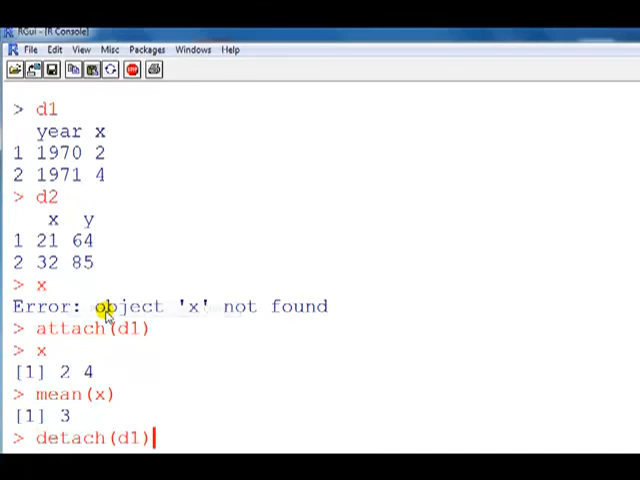 RGui - [R Console]
File Edit View Misc Packages Windows Help
STOP
> d1
year x
1 1970 2
2 1971 4
> d2
x y
1 21 64
2 32 85
> x
Error: object 'x' not found
> attach(d1)
> x
[1] 2 4
> mean(x)
[1] 3
> detach(d1)